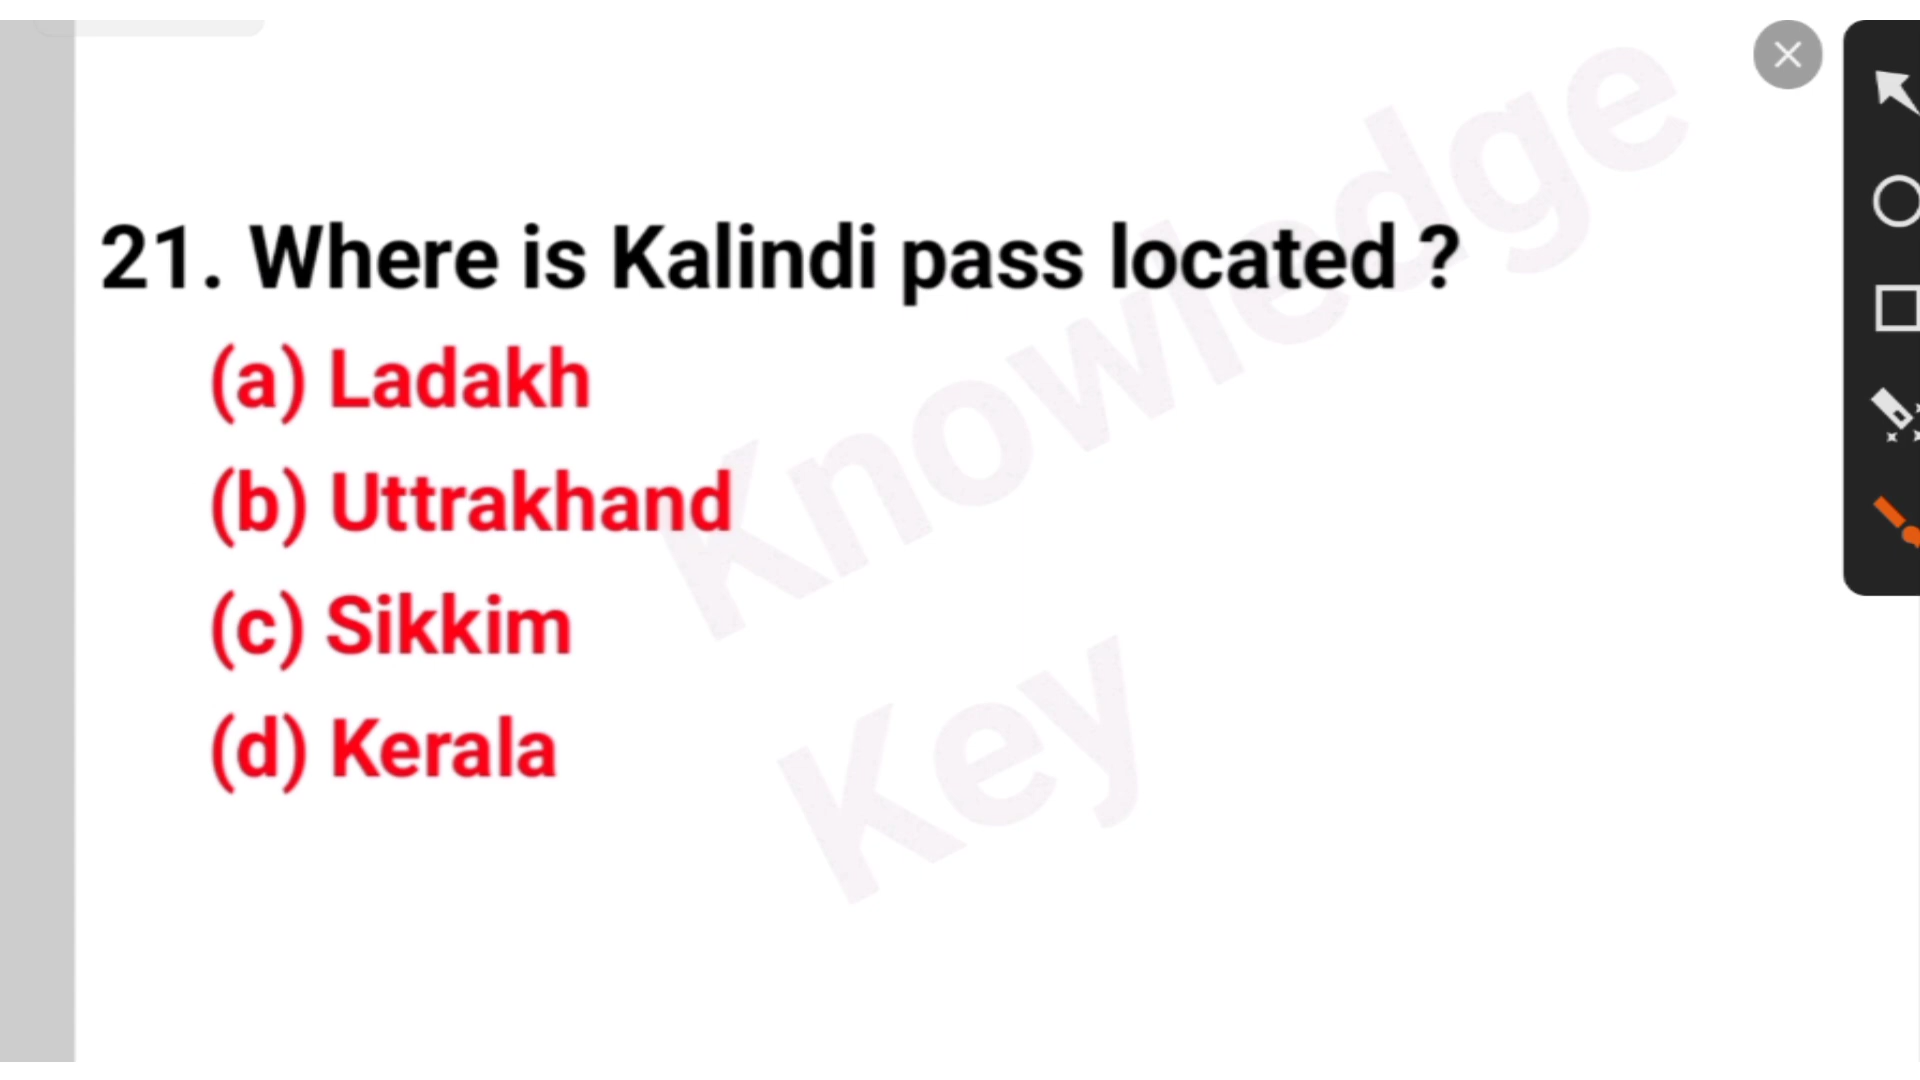 21. Where is Kalindi pass located ?
(a) Ladakh
(b) Uttrakhand
(c) Sikkim
(d) Kerala
Knowledge
Key